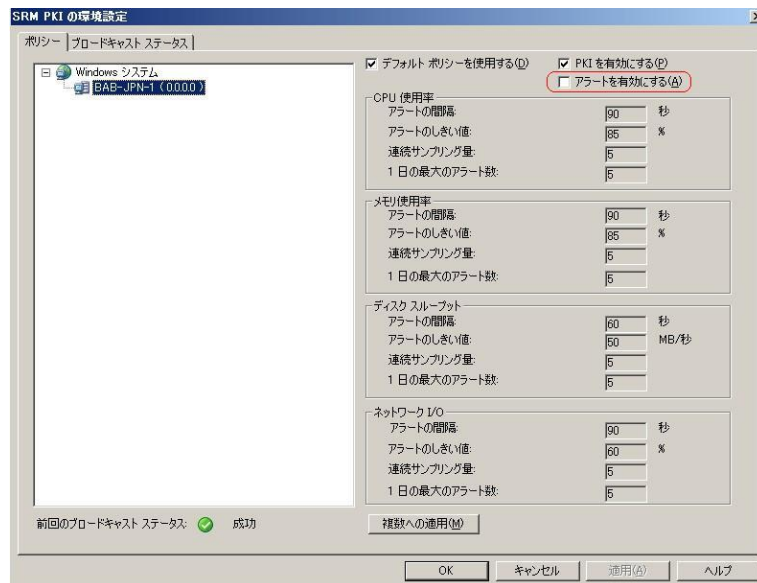 SRM PKI の環境設定
ポリシー ブロードキャスト ステータス
Windows システム
BAB-JPN-1 (0.0.0.0)
デフォルト ポリシーを使用する(D) PKI を有効にする(P)
アラートを有効にする(A)
CPU 使用率
アラートの間隔: 90 秒
アラートのしきい値: 85 %
連続サンプリング量: 5
1 日の最大のアラート数: 5
メモリ使用率
アラートの間隔: 90 秒
アラートのしきい値: 85 %
連続サンプリング量: 5
1 日の最大のアラート数: 5
ディスク スループット
アラートの間隔: 60 秒
アラートのしきい値: 50 MB/秒
連続サンプリング量: 5
1 日の最大のアラート数: 5
ネットワーク I/O
アラートの間隔: 90 秒
アラートのしきい値: 60 %
連続サンプリング量: 5
1 日の最大のアラート数: 5
前回のブロードキャスト ステータス: 成功
複数への適用(M)
OK キャンセル 適用(A) ヘルプ